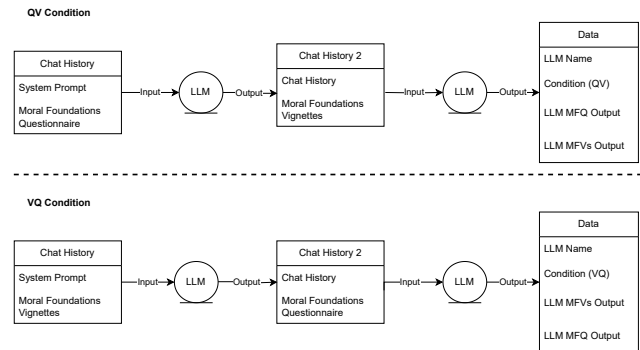 QV Condition
Chat History
System Prompt
Moral Foundations
Questionnaire
Input
LLM
Output
Chat History 2
Chat History
Moral Foundations
Vignettes
Input
LLM
Output
Data
LLM Name
Condition (QV)
LLM MFQ Output
LLM MFVs Output
VQ Condition
Chat History
System Prompt
Moral Foundations
Vignettes
Input
LLM
Output
Chat History 2
Chat History
Moral Foundations
Questionnaire
Input
LLM
Output
Data
LLM Name
Condition (VQ)
LLM MFVs Output
LLM MFQ Output